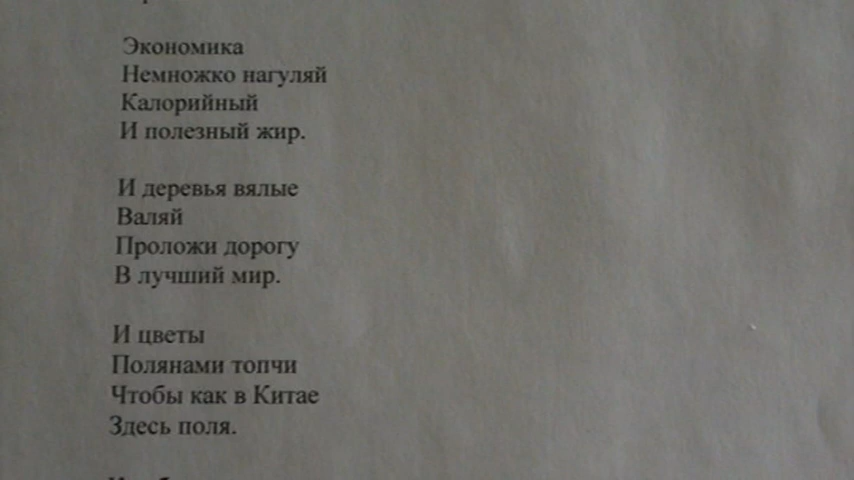 Экономика
Немножко нагуляй
Калорийный
И полезный жир.
И деревья вялые
Валяй
Проложи дорогу
В лучший мир.
И цветы
Полянами топчи
Чтобы как в Китае
Здесь поля.